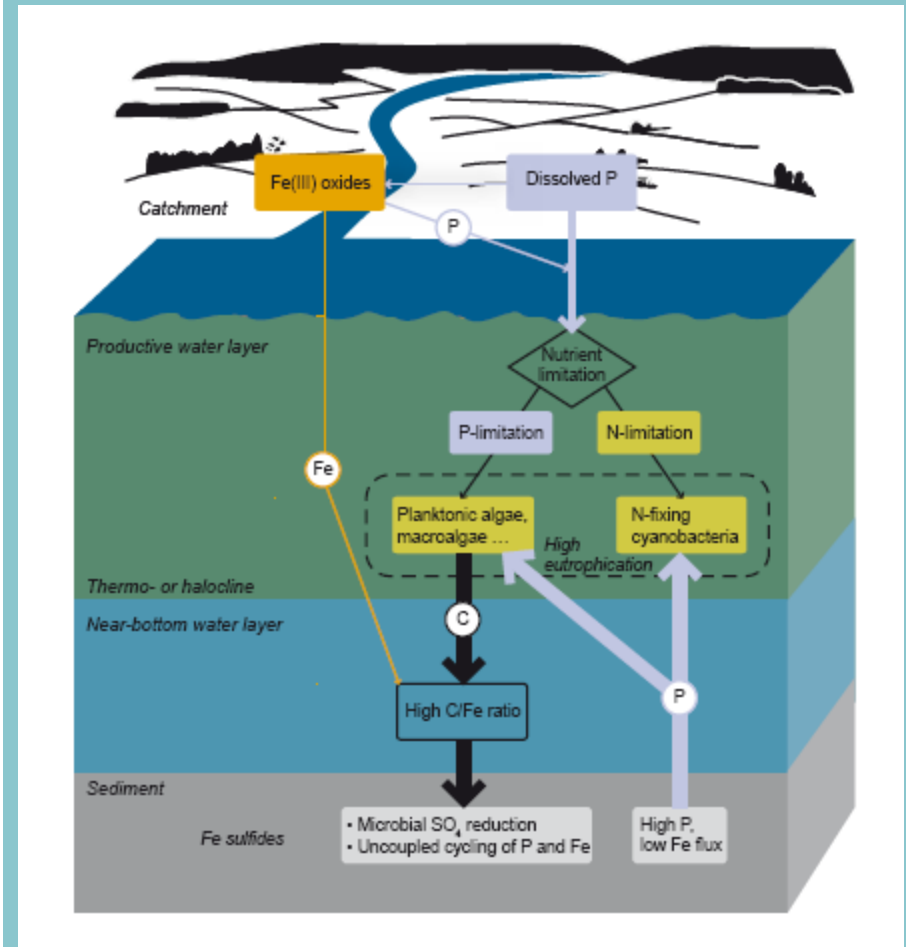 Fe(III) oxides
Dissolved P
Catchment
P
Productive water layer
Nutrient
limitation
P-limitation
N-limitation
Fe
Planktonic algae,
macroalgae ...
N-fixing
cyanobacteria
High
eutrophication
Thermo- or halocline
Near-bottom water layer
C
P
High C/Fe ratio
Sediment
Fe sulfides
• Microbial SO₄ reduction
• Uncoupled cycling of P and Fe
High P,
low Fe flux